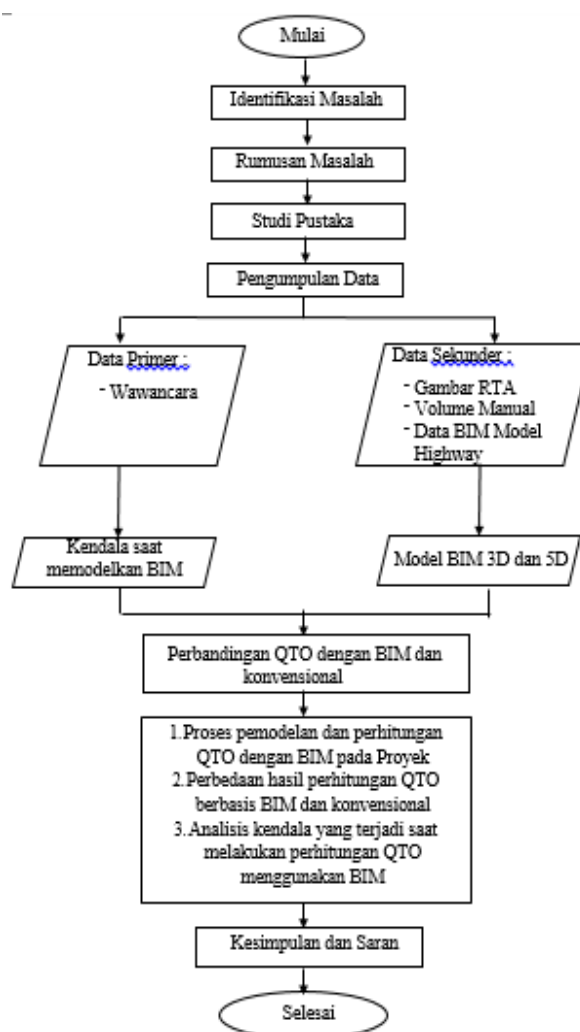 Mulai
Identifikasi Masalah
Rumusan Masalah
Studi Pustaka
Pengumpulan Data
Data Primer :
- Wawancara
Data Sekunder :
- Gambar RTA
- Volume Manual
- Data BIM Model
Highway
Kendala saat
memodelkan BIM
Model BIM 3D dan 5D
Perbandingan QTO dengan BIM dan
konvensional
1.Proses pemodelan dan perhitungan
QTO dengan BIM pada Proyek
2.Perbedaan hasil perhitungan QTO
berbasis BIM dan konvensional
3.Analisis kendala yang terjadi saat
melakukan perhitungan QTO
menggunakan BIM
Kesimpulan dan Saran
Selesai